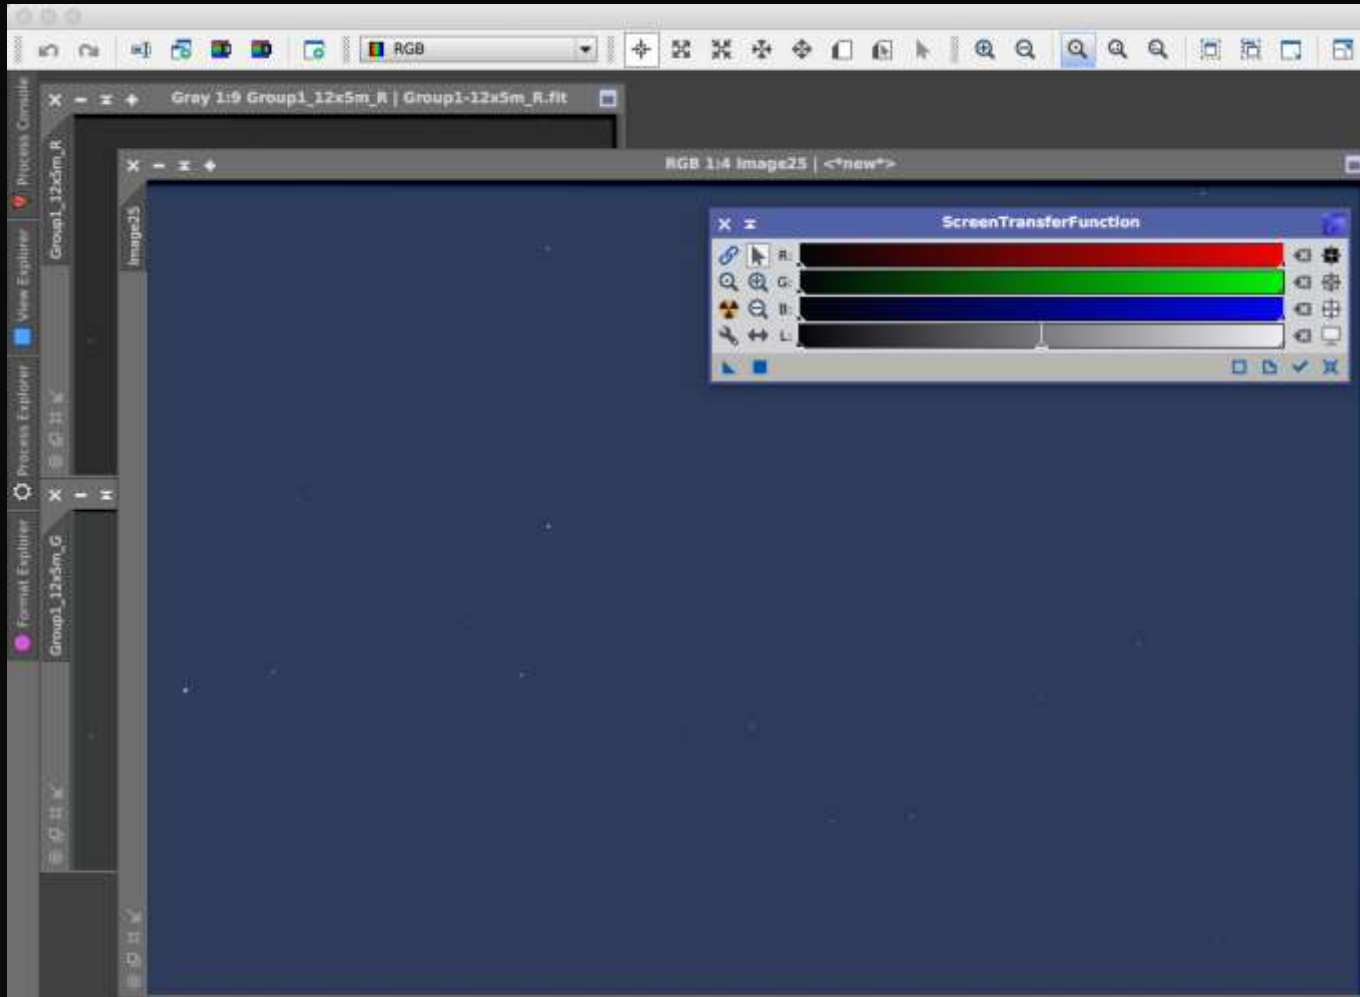 RGB
Gray 1:9 Group1_12x5m_R | Group1-12x5m_R.fit
RGB 1:4 Image25 | <*new*>
ScreenTransferFunction
R:
G:
B:
L:
Process Console
View Explorer
Process Explorer
Format Explorer
Group1_12x5m_R
Group1_12x5m_G
Image25